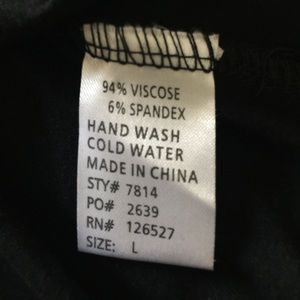 94% VISCOSE
6% SPANDEX
HAND WASH
COLD WATER
MADE IN CHINA
STY# 7814
PO# 2639
RN# 126527
SIZE: L